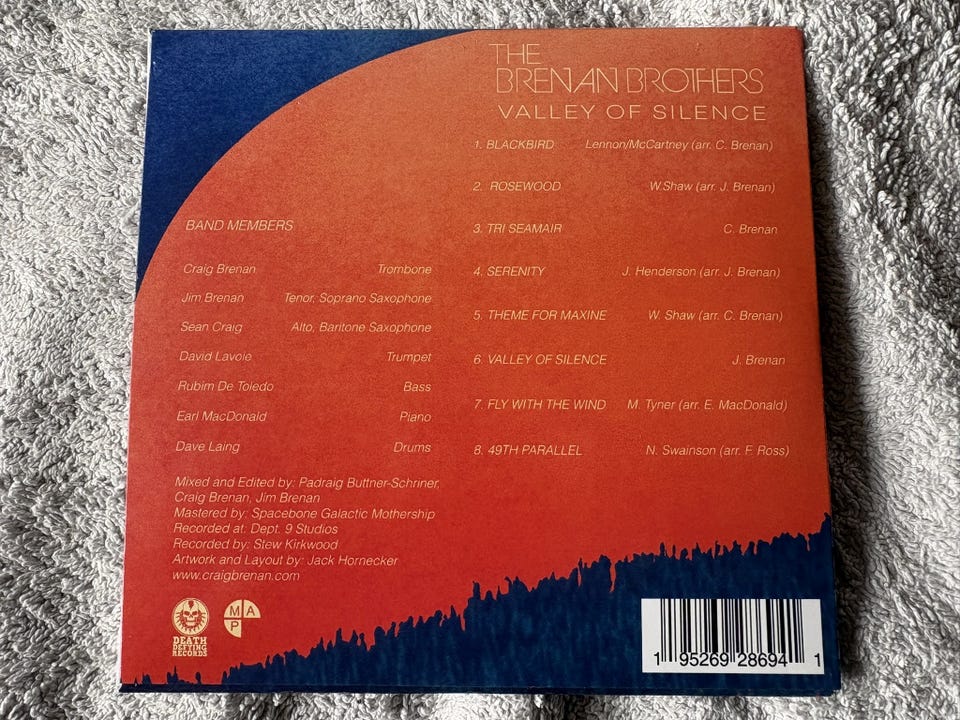 THE
BRENAN BROTHERS
VALLEY OF SILENCE
1. BLACKBIRD Lennon/McCartney (arr. C. Brenan)
2. ROSEWOOD W.Shaw (arr. J. Brenan)
3. TRI SEAMAIR C. Brenan
4. SERENITY J. Henderson (arr. J. Brenan)
5. THEME FOR MAXINE W. Shaw (arr. C. Brenan)
6. VALLEY OF SILENCE J. Brenan
7. FLY WITH THE WIND M. Tyner (arr. E. MacDonald)
8. 49TH PARALLEL N. Swainson (arr. F. Ross)
BAND MEMBERS
Craig Brenan Trombone
Jim Brenan Tenor, Soprano Saxophone
Sean Craig Alto, Baritone Saxophone
David Lavoie Trumpet
Rubim De Toledo Bass
Earl MacDonald Piano
Dave Laing Drums
Mixed and Edited by: Padraig Buttner-Schnirer,
Craig Brenan, Jim Brenan
Mastered by: Spacebone Galactic Mothership
Recorded at: Dept. 9 Studios
Recorded by: Stew Kirkwood
Artwork and Layout by: Jack Hornecker
www.craigbrenan.com
DEATH
DEFYING
RECORDS
M A
P
1 95269 28694 1